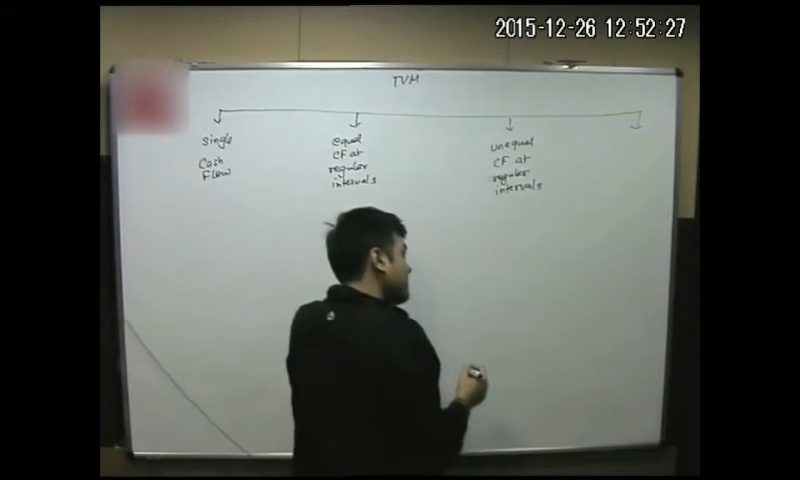 2015-12-26 12:52:27
TVM
Single
Cash
Flow
equal
CF at
regular
intervals
unequal
CF at
regular
intervals